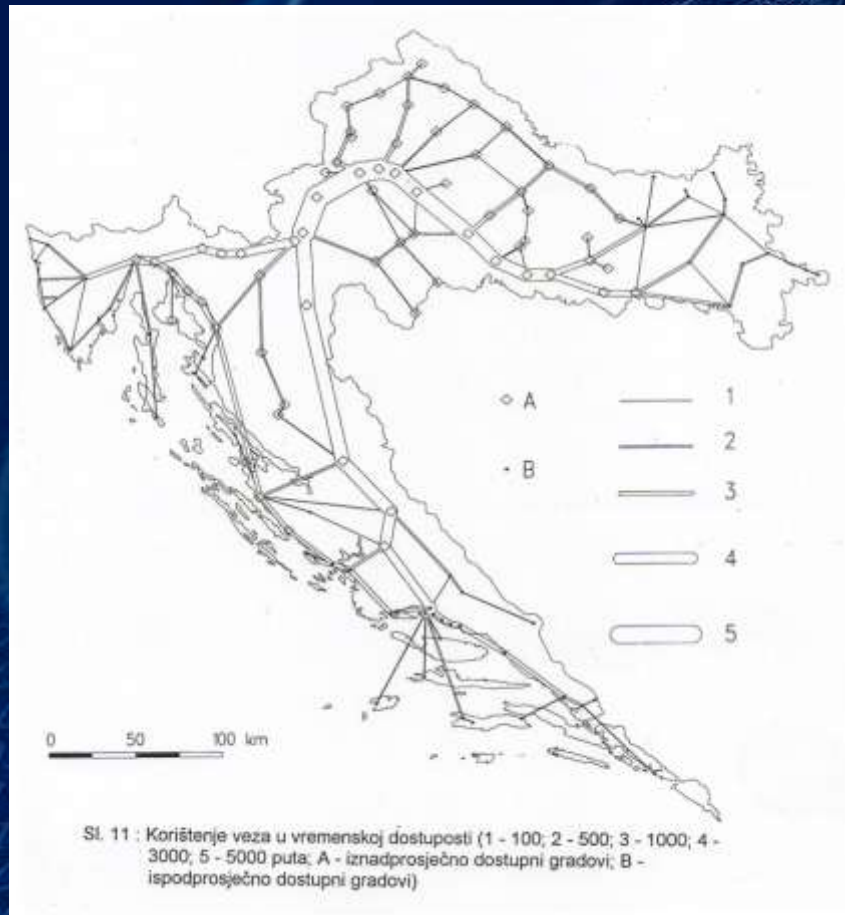 A
B
1
2
3
4
5
0 50 100 km
Sl. 11 : Korištenje veza u vremenskoj dostuposti (1 - 100; 2 - 500; 3 - 1000; 4 -
3000; 5 - 5000 puta; A - iznadprosječno dostupni gradovi; B -
ispodprosječno dostupni gradovi)